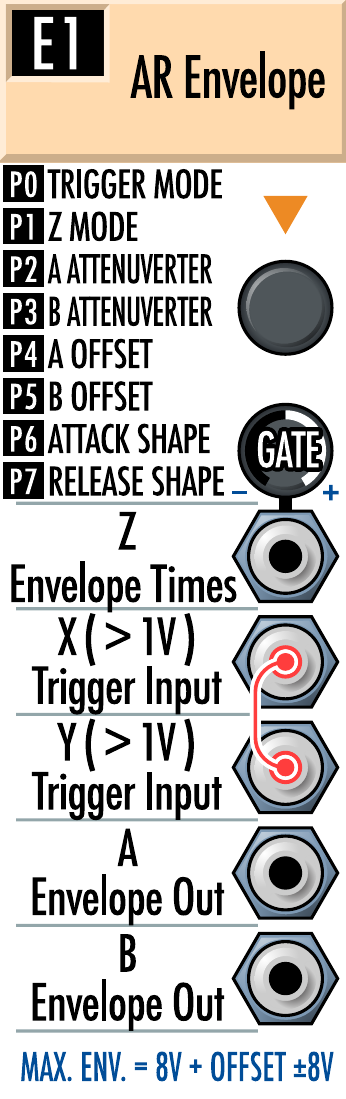 E1
AR Envelope
P0 TRIGGER MODE
P1 Z MODE
P2 A ATTENUVERTER
P3 B ATTENUVERTER
P4 A OFFSET
P5 B OFFSET
P6 ATTACK SHAPE
P7 RELEASE SHAPE
GATE
– +
Z
Envelope Times
X ( > 1V )
Trigger Input
Y ( > 1V )
Trigger Input
A
Envelope Out
B
Envelope Out
MAX. ENV. = 8V + OFFSET ±8V